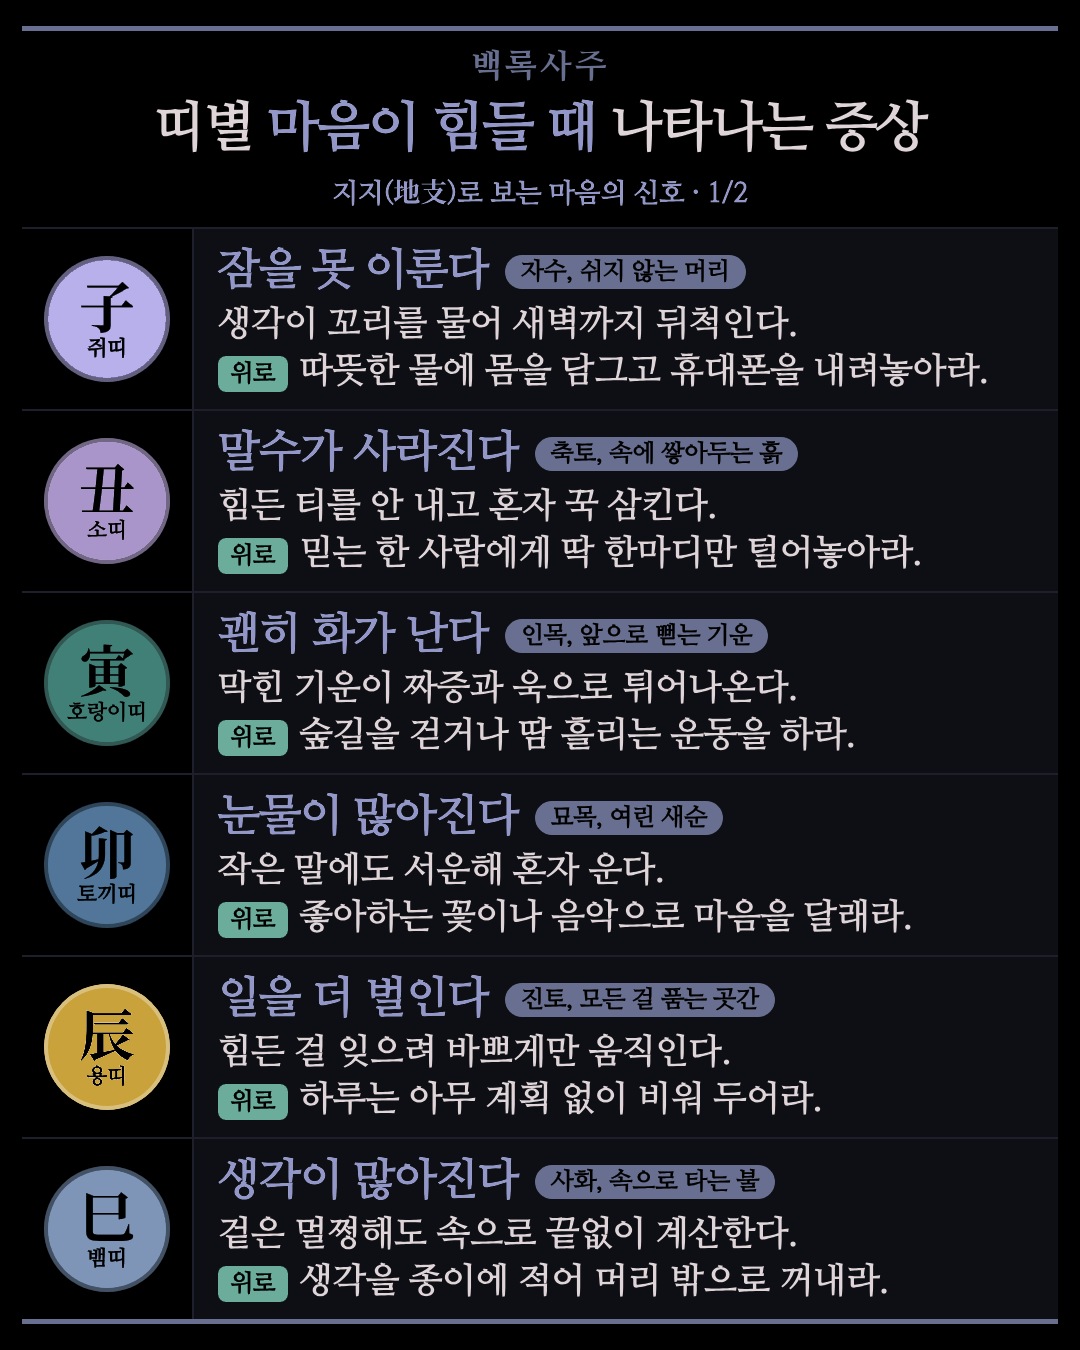 백록사주
띠별 마음이 힘들 때 나타나는 증상
지지(地支)로 보는 마음의 신호 · 1/2
子
쥐띠
잠을 못 이룬다 자수, 쉬지 않는 머리
생각이 꼬리를 물어 새벽까지 뒤척인다.
위로 따뜻한 물에 몸을 담그고 휴대폰을 내려놓아라.
丑
소띠
말수가 사라진다 축토, 속에 쌓아두는 흙
힘든 티를 안 내고 혼자 꾹 삼킨다.
위로 믿는 한 사람에게 딱 한마디만 털어놓아라.
寅
호랑이띠
괜히 화가 난다 인목, 앞으로 뻗는 기운
막힌 기운이 짜증과 욱으로 튀어나온다.
위로 숲길을 걷거나 땀 흘리는 운동을 하라.
卯
토끼띠
눈물이 많아진다 묘목, 여린 새순
작은 말에도 서운해 혼자 운다.
위로 좋아하는 꽃이나 음악으로 마음을 달래라.
辰
용띠
일을 더 벌인다 진토, 모든 걸 품는 곳간
힘든 걸 잊으려 바쁘게만 움직인다.
위로 하루는 아무 계획 없이 비워 두어라.
巳
뱀띠
생각이 많아진다 사화, 속으로 타는 불
겉은 멀쩡해도 속으로 끝없이 계산한다.
위로 생각을 종이에 적어 머리 밖으로 꺼내라.